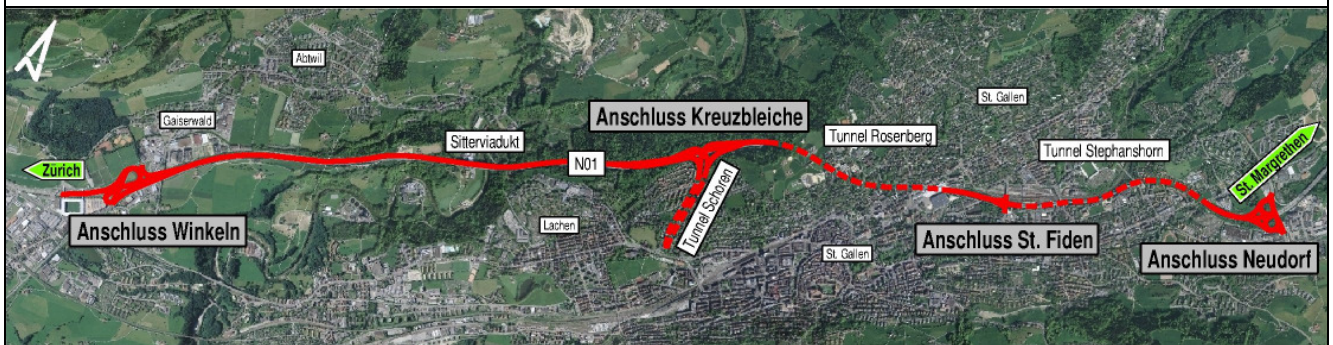 Abtwil
St. Gallen
Anschluss Kreuzbleiche
Gaiserwald
Sitterviadukt
Tunnel Rosenberg
Tunnel Stephanshorn
St. Margrethen
Zürich
N01
Tunnel Schoren
Anschluss Winkeln
Lachen
St. Gallen
Anschluss St. Fiden
Anschluss Neudorf